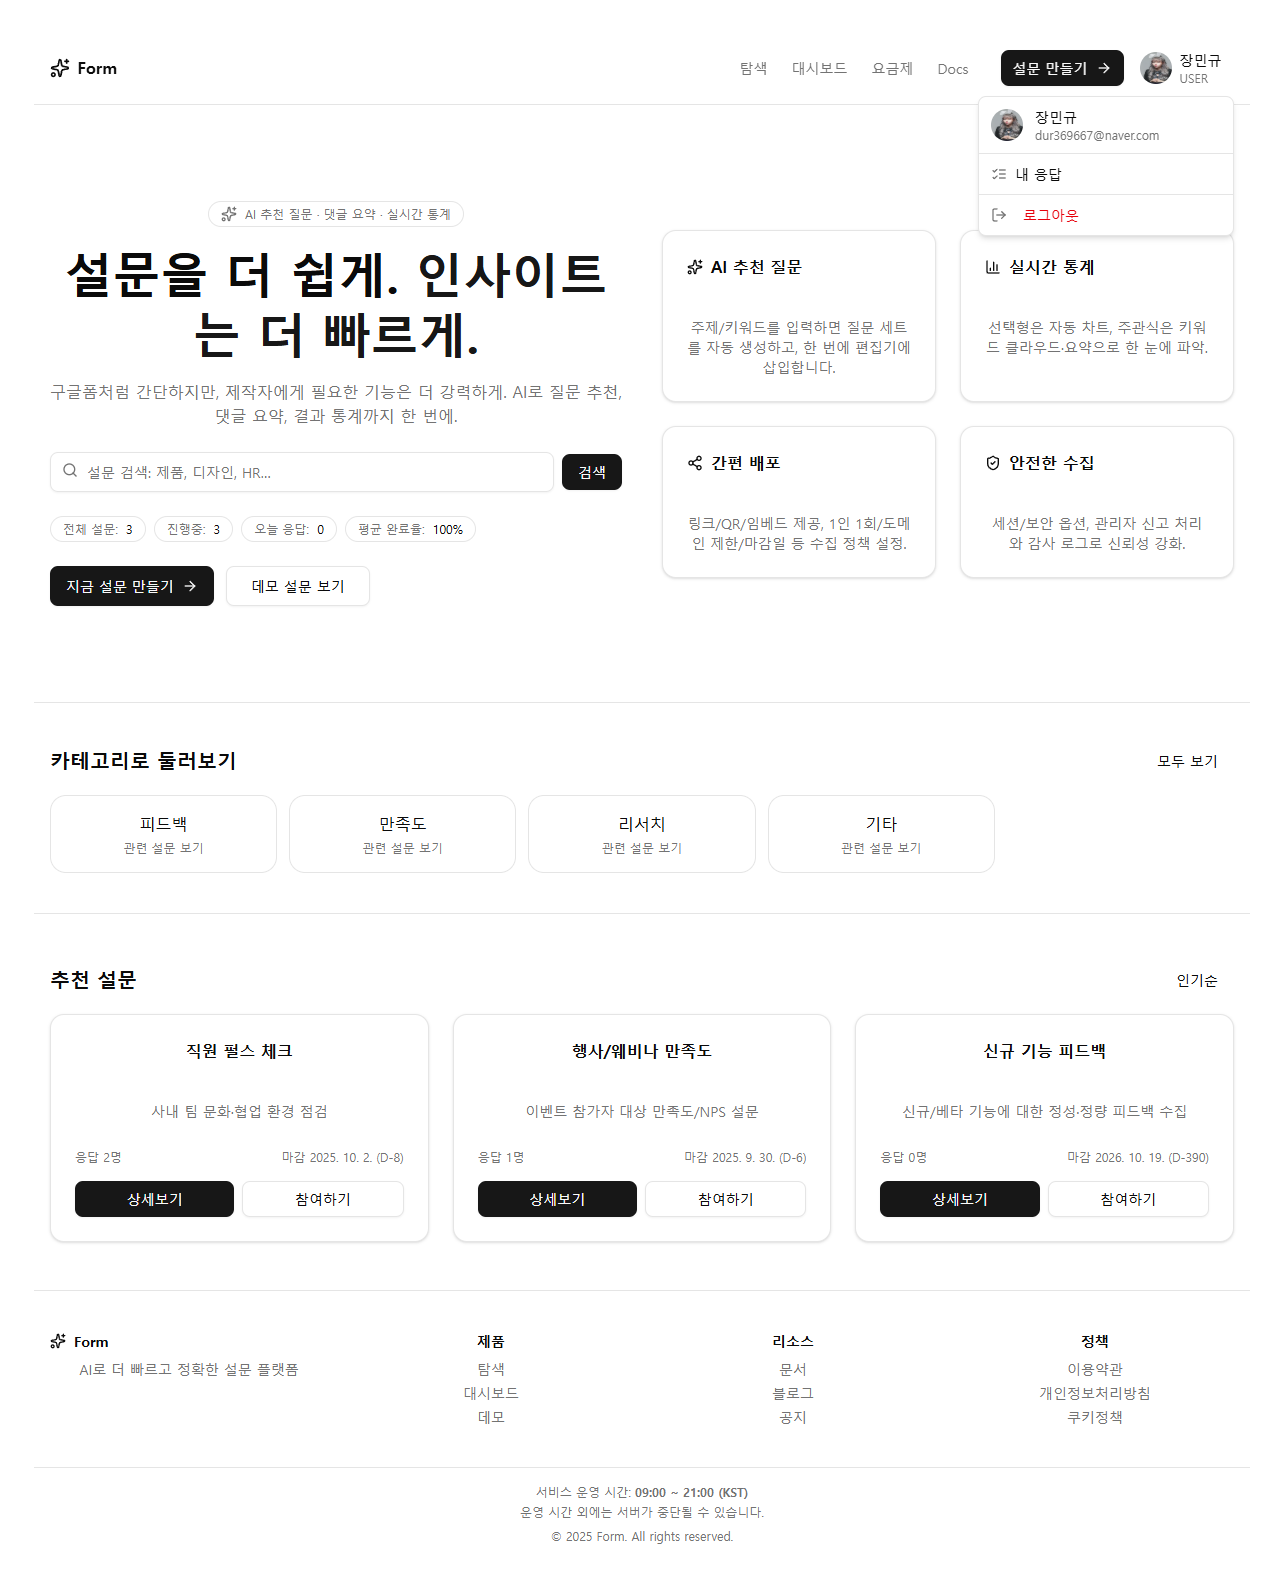 Form
탐색
대시보드
요금제
Docs
설문 만들기
장민규
USER
장민규
dur369667@naver.com
내 응답
로그아웃
AI 추천 질문 · 댓글 요약 · 실시간 통계
설문을 더 쉽게. 인사이트
는 더 빠르게.
구글폼처럼 간단하지만, 제작자에게 필요한 기능은 더 강력하게. AI로 질문 추천,
댓글 요약, 결과 통계까지 한 번에.
설문 검색: 제품, 디자인, HR...
검색
전체 설문: 3
진행중: 3
오늘 응답: 0
평균 완료율: 100%
지금 설문 만들기
데모 설문 보기
AI 추천 질문
주제/키워드를 입력하면 질문 세트
를 자동 생성하고, 한 번에 편집기에
삽입합니다.
실시간 통계
선택형은 자동 차트, 주관식은 키워
드 클라우드·요약으로 한 눈에 파악.
간편 배포
링크/QR/임베드 제공, 1인 1회/도메
인 제한/마감일 등 수집 정책 설정.
안전한 수집
세션/보안 옵션, 관리자 신고 처리
와 감사 로그로 신뢰성 강화.
카테고리로 둘러보기
모두 보기
피드백
관련 설문 보기
만족도
관련 설문 보기
리서치
관련 설문 보기
기타
관련 설문 보기
추천 설문
인기순
직원 펄스 체크
사내 팀 문화·협업 환경 점검
응답 2명
마감 2025. 10. 2. (D-8)
상세보기
참여하기
행사/웨비나 만족도
이벤트 참가자 대상 만족도/NPS 설문
응답 1명
마감 2025. 9. 30. (D-6)
상세보기
참여하기
신규 기능 피드백
신규/베타 기능에 대한 정성·정량 피드백 수집
응답 0명
마감 2026. 10. 19. (D-390)
상세보기
참여하기
Form
AI로 더 빠르고 정확한 설문 플랫폼
제품
탐색
대시보드
데모
리소스
문서
블로그
공지
정책
이용약관
개인정보처리방침
쿠키정책
서비스 운영 시간: 09:00 ~ 21:00 (KST)
운영 시간 외에는 서버가 중단될 수 있습니다.
© 2025 Form. All rights reserved.